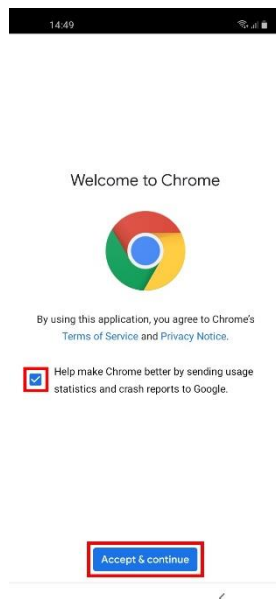 14:49
Welcome to Chrome
By using this application, you agree to Chrome's
Terms of Service and Privacy Notice.
Help make Chrome better by sending usage
statistics and crash reports to Google.
Accept & continue